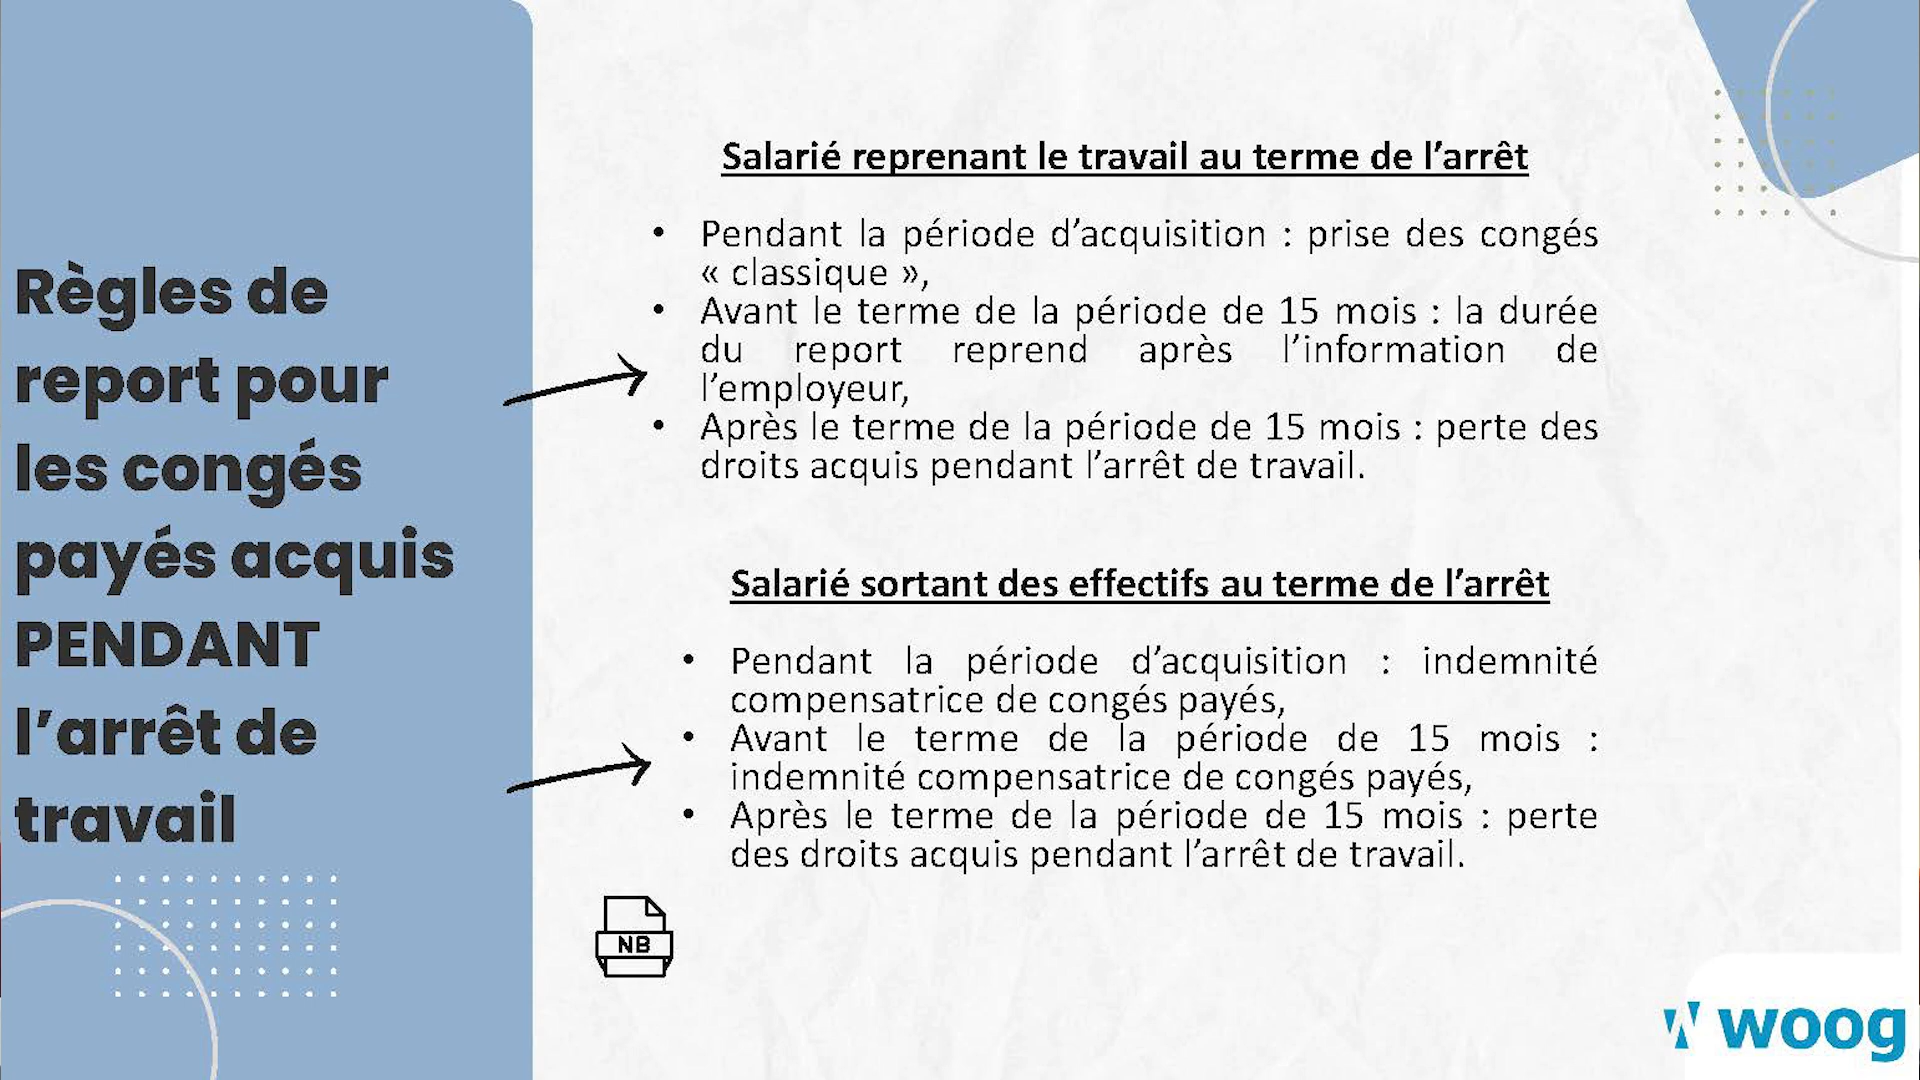 Règles de
report pour
les congés
payés acquis
PENDANT
l’arrêt de
travail
Salarié reprenant le travail au terme de l’arrêt
• Pendant la période d’acquisition : prise des congés
« classique »,
• Avant le terme de la période de 15 mois : la durée
du report reprend après l’information de
l’employeur,
• Après le terme de la période de 15 mois : perte des
droits acquis pendant l’arrêt de travail.
Salarié sortant des effectifs au terme de l’arrêt
• Pendant la période d’acquisition : indemnité
compensatrice de congés payés,
• Avant le terme de la période de 15 mois :
indemnité compensatrice de congés payés,
• Après le terme de la période de 15 mois : perte
des droits acquis pendant l’arrêt de travail.
NB
woog